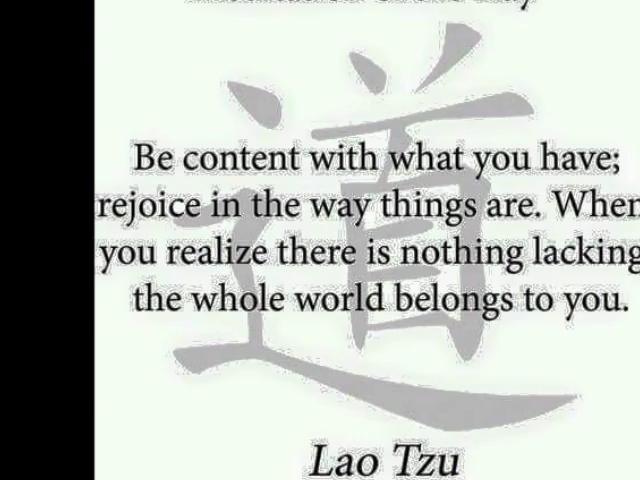 道
Be content with what you have;
rejoice in the way things are. When
you realize there is nothing lacking
the whole world belongs to you.
Lao Tzu